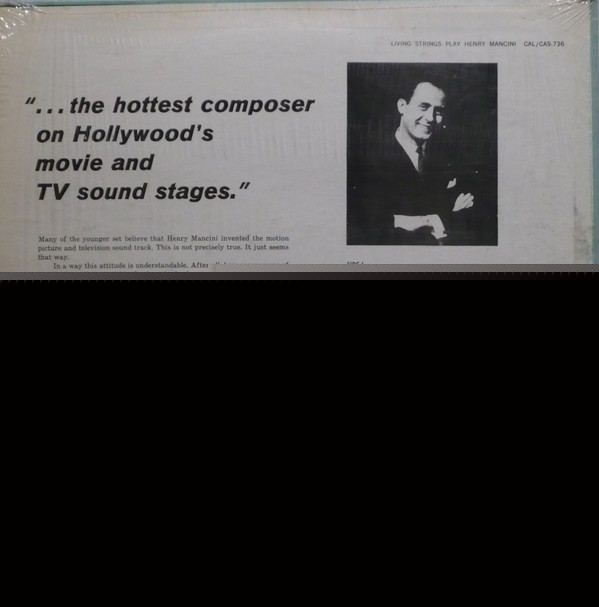 LIVING STRINGS PLAY HENRY MANCINI CAL/CAS-736
"...the hottest composer
on Hollywood's
movie and
TV sound stages."
Many of the younger set believe that Henry Mancini invented the motion
picture and television sound track. This is not precisely true. It just seems
that way.
In a way this attitude is understandable. After